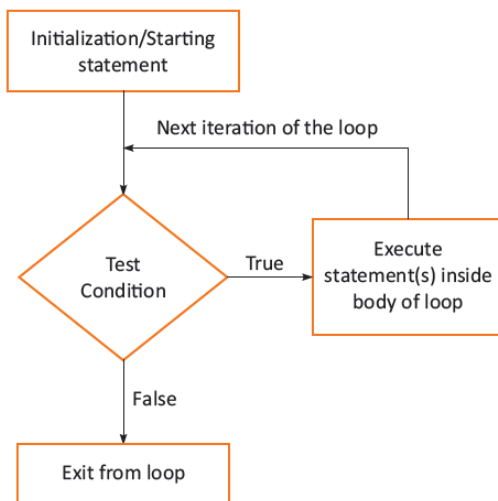 Initialization/Starting
statement
Next iteration of the loop
Test
Condition
True
Execute
statement(s) inside
body of loop
False
Exit from loop